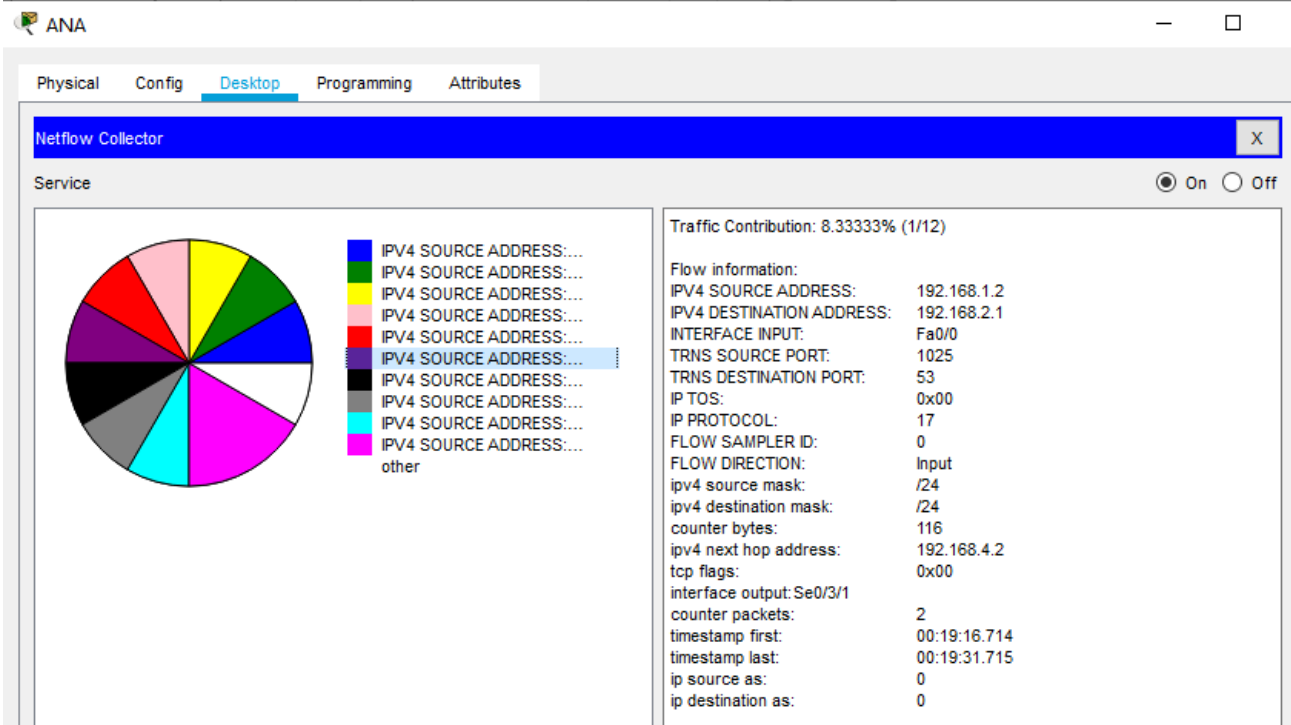 ANA
Physical Config Desktop Programming Attributes
Netflow Collector X
Service On Off
IPV4 SOURCE ADDRESS:...
IPV4 SOURCE ADDRESS:...
IPV4 SOURCE ADDRESS:...
IPV4 SOURCE ADDRESS:...
IPV4 SOURCE ADDRESS:...
IPV4 SOURCE ADDRESS:...
IPV4 SOURCE ADDRESS:...
IPV4 SOURCE ADDRESS:...
IPV4 SOURCE ADDRESS:...
IPV4 SOURCE ADDRESS:...
other
Traffic Contribution: 8.33333% (1/12)
Flow information:
IPV4 SOURCE ADDRESS: 192.168.1.2
IPV4 DESTINATION ADDRESS: 192.168.2.1
INTERFACE INPUT: Fa0/0
TRNS SOURCE PORT: 1025
TRNS DESTINATION PORT: 53
IP TOS: 0x00
IP PROTOCOL: 17
FLOW SAMPLER ID: 0
FLOW DIRECTION: Input
ipv4 source mask: /24
ipv4 destination mask: /24
counter bytes: 116
ipv4 next hop address: 192.168.4.2
tcp flags: 0x00
interface output:Se0/3/1
counter packets: 2
timestamp first: 00:19:16.714
timestamp last: 00:19:31.715
ip source as: 0
ip destination as: 0